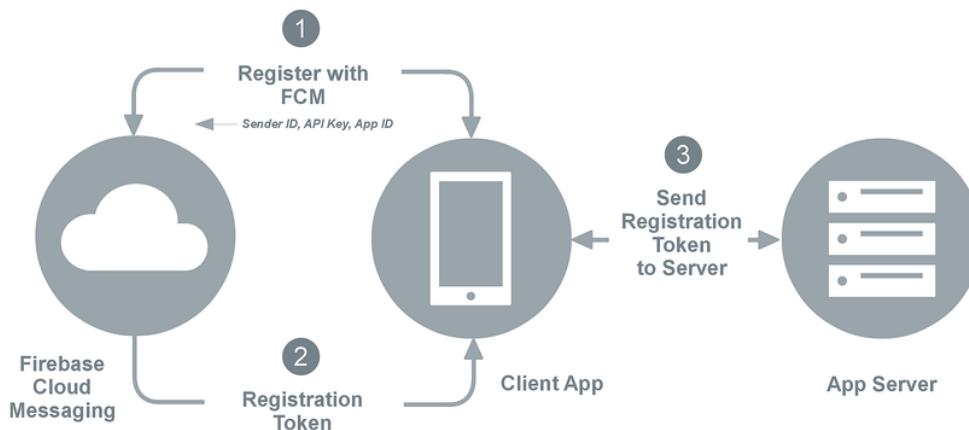 1
Register with
FCM
Sender ID, API Key, App ID
3
Send
Registration
Token
to Server
2
Registration
Token
Firebase
Cloud
Messaging
Client App
App Server